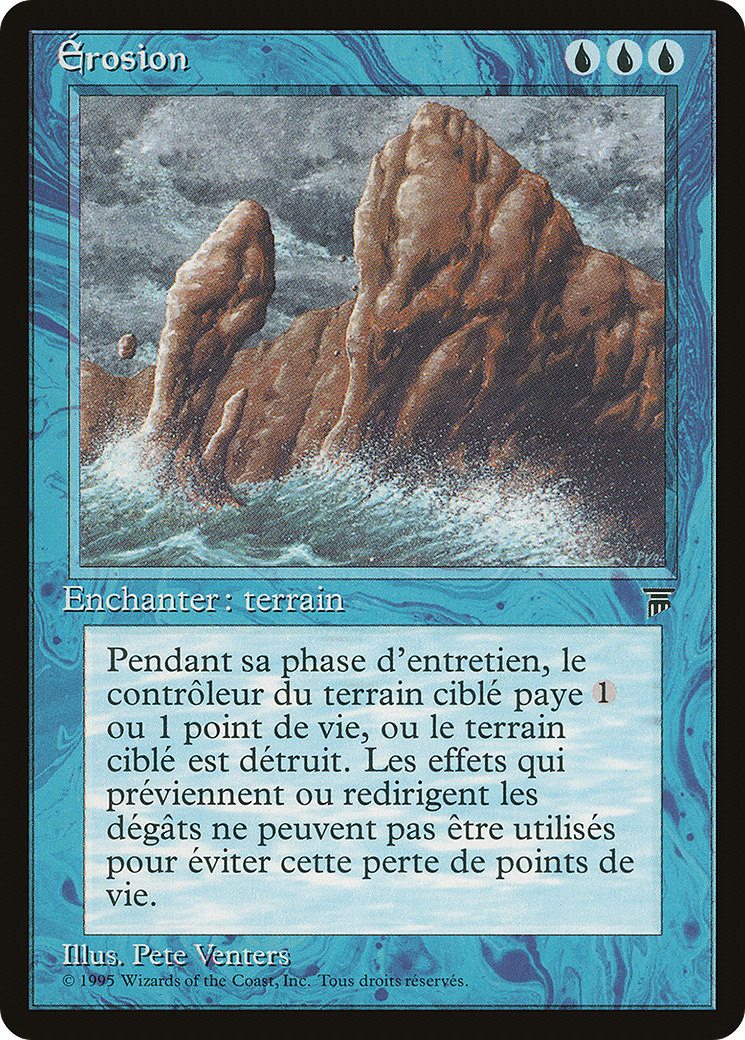 Érosion
Enchanter : terrain
Pendant sa phase d'entretien, le
contrôleur du terrain ciblé paye 1
ou 1 point de vie, ou le terrain
ciblé est détruit. Les effets qui
préviennent ou redirigent les
dégâts ne peuvent pas être utilisés
pour éviter cette perte de points de
vie.
Illus. Pete Venters
© 1995 Wizards of the Coast, Inc. Tous droits réservés.